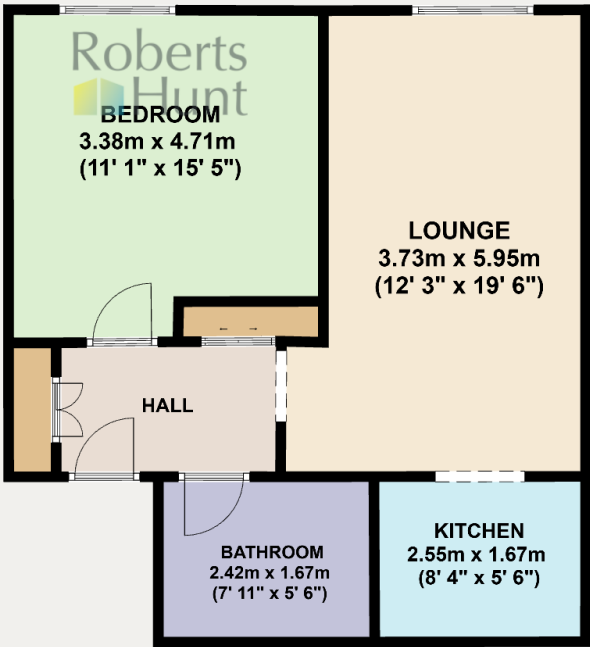 Roberts
Hunt
BEDROOM
3.38m x 4.71m
(11' 1" x 15' 5")
LOUNGE
3.73m x 5.95m
(12' 3" x 19' 6")
HALL
BATHROOM
2.42m x 1.67m
(7' 11" x 5' 6")
KITCHEN
2.55m x 1.67m
(8' 4" x 5' 6")